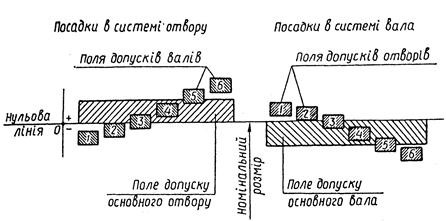 Посадки в системі отвору
Посадки в системі вала
Поля допусків валів
Поля допусків отворів
Нульова лінія
+
0
−
1
2
3
4
5
6
1
2
3
4
5
6
Поле допуску
основного отвору
номінальний
розмір
Поле допуску
основного вала